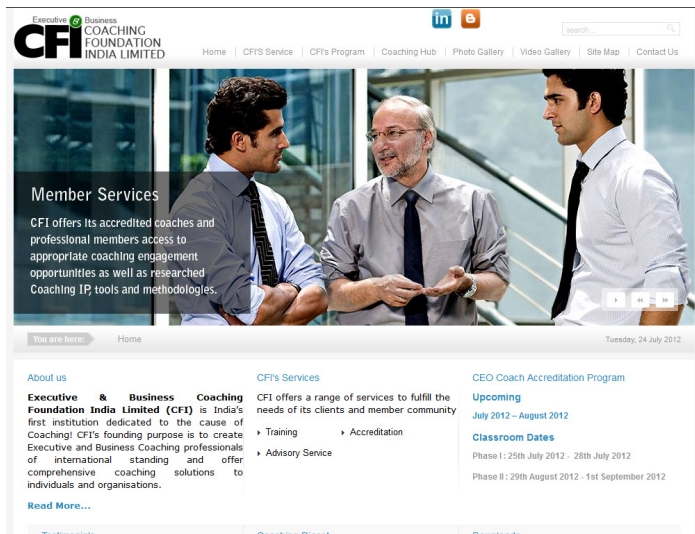 Executive & Business
CFI COACHING
FOUNDATION
INDIA LIMITED
in
search...
Home
CFI'S Service
CFI's Program
Coaching Hub
Photo Gallery
Video Gallery
Site Map
Contact Us
Member Services
CFI offers its accredited coaches and
professional members access to
appropriate coaching engagement
opportunities as well as researched
Coaching IP, tools and methodologies.
You are here:
Home
Tuesday, 24 July 2012
About us
Executive & Business Coaching
Foundation India Limited (CFI) is India's
first institution dedicated to the cause of
Coaching! CFI's founding purpose is to create
Executive and Business Coaching professionals
of international standing and offer
comprehensive coaching solutions to
individuals and organisations.
Read More...
CFI's Services
CFI offers a range of services to fulfill the
needs of its clients and member community
Training
Accreditation
Advisory Service
CEO Coach Accreditation Program
Upcoming
July 2012 – August 2012
Classroom Dates
Phase I : 25th July 2012 - 28th July 2012
Phase II : 29th August 2012 - 1st September 2012